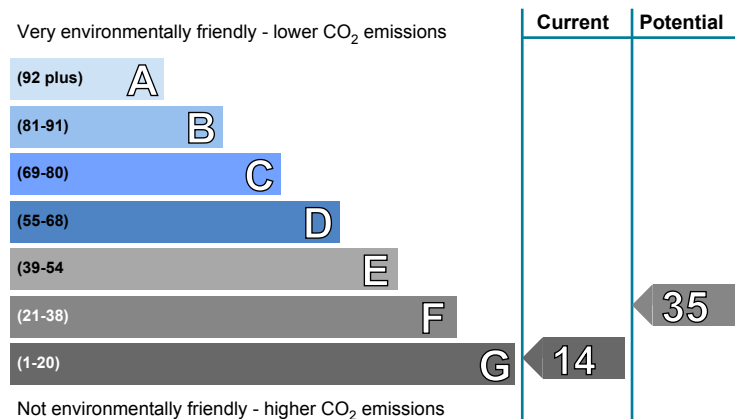 Very environmentally friendly - lower CO₂ emissions
Current
Potential
(92 plus) A
(81-91) B
(69-80) C
(55-68) D
(39-54 E
(21-38) F
35
(1-20) G
14
Not environmentally friendly - higher CO₂ emissions